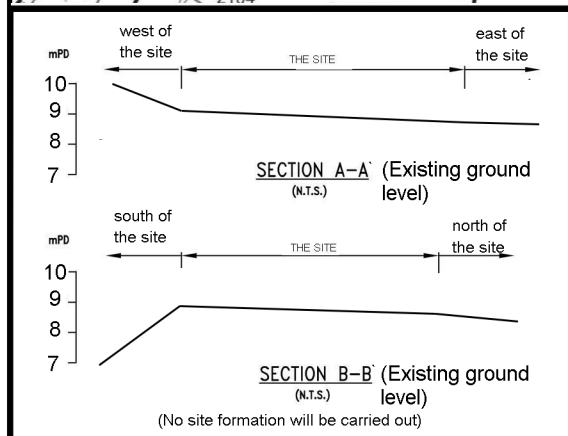 west of
the site
THE SITE
east of
the site
mPD
10
9
8
7
SECTION A-A` (Existing ground
level)
(N.T.S.)
south of
the site
THE SITE
north of
the site
mPD
10
9
8
7
SECTION B-B` (Existing ground
level)
(N.T.S.)
(No site formation will be carried out)